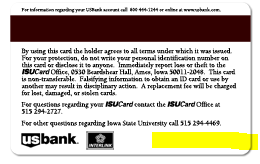 For information regarding your USBank account call 800-444-1244 or online at www.usbank.com.
By using this card the holder agrees to all terms under which it was issued.
For your protection, do not write your personal identification number on
this card or disclose it to anyone. Immediately report loss or theft to the
ISUCard Office, 0530 Beardshear Hall, Ames, Iowa 50011-2048. This card
is non-transferable. Falsifying information to obtain an ID card or use by
another may result in disciplinary action. A replacement fee will be charged
for lost, damaged, or stolen cards.
For questions regarding your ISUCard contact the ISUCard Office at
515 294-2727.
For other questions regarding Iowa State University call 515 294-4469.
usbank
INTERLINK